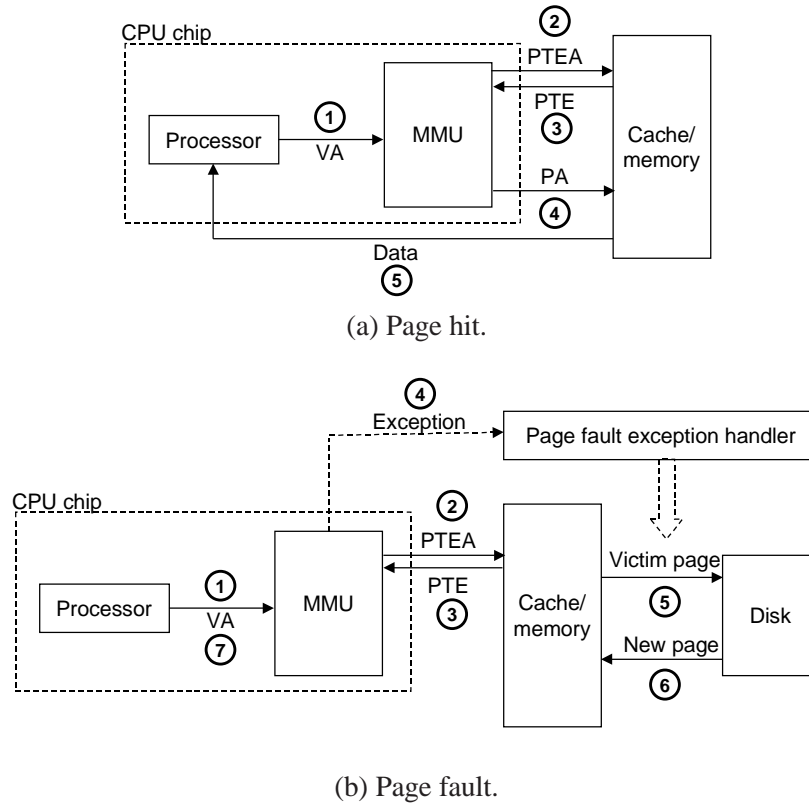 CPU chip
2
PTEA
PTE
3
1
Processor
VA
MMU
Cache/
memory
PA
4
Data
5
(a) Page hit.
4
Exception
Page fault exception handler
CPU chip
2
PTEA
PTE
3
1
Processor
VA
7
MMU
Cache/
memory
Victim page
5
Disk
New page
6
(b) Page fault.